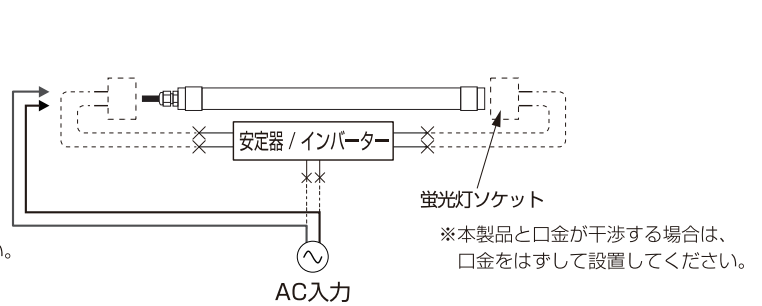 安定器 / インバーター
蛍光灯ソケット
※本製品と口金が干渉する場合は、
口金をはずして設置してください。
い。
AC入力